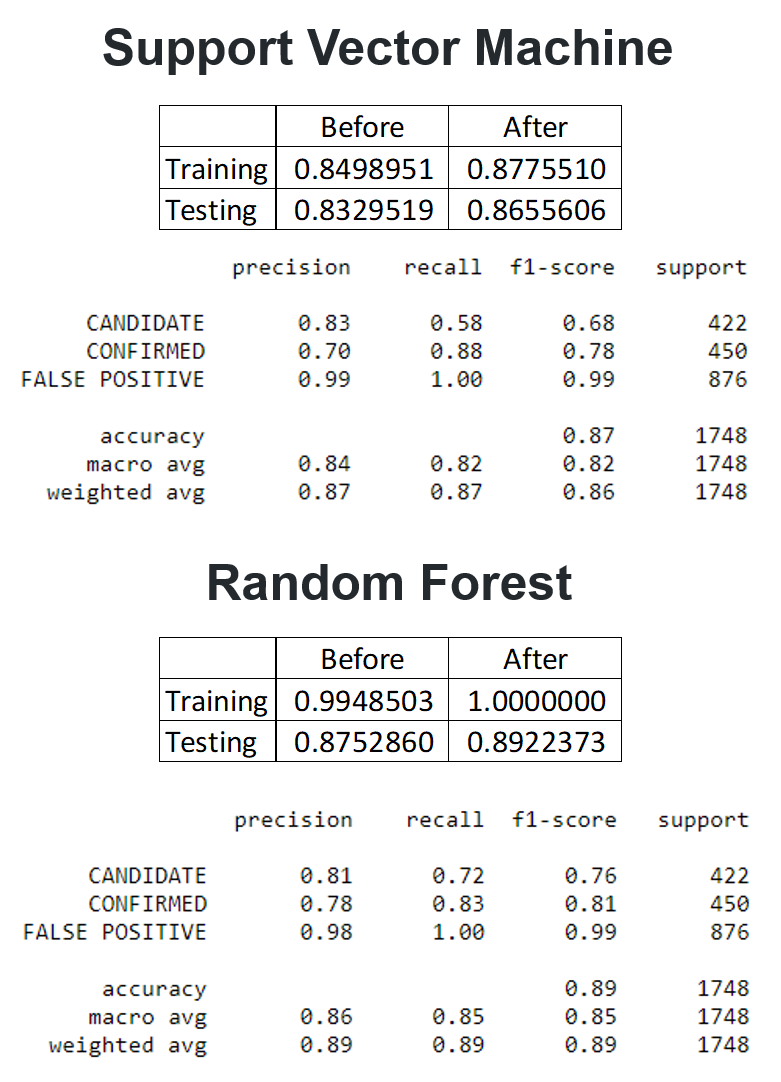 Support Vector Machine
Before After
Training 0.8498951 0.8775510
Testing 0.8329519 0.8655606
precision recall f1-score support
CANDIDATE 0.83 0.58 0.68 422
CONFIRMED 0.70 0.88 0.78 450
FALSE POSITIVE 0.99 1.00 0.99 876
accuracy 0.87 1748
macro avg 0.84 0.82 0.82 1748
weighted avg 0.87 0.87 0.86 1748
Random Forest
Before After
Training 0.9948503 1.0000000
Testing 0.8752860 0.8922373
precision recall f1-score support
CANDIDATE 0.81 0.72 0.76 422
CONFIRMED 0.78 0.83 0.81 450
FALSE POSITIVE 0.98 1.00 0.99 876
accuracy 0.89 1748
macro avg 0.86 0.85 0.85 1748
weighted avg 0.89 0.89 0.89 1748